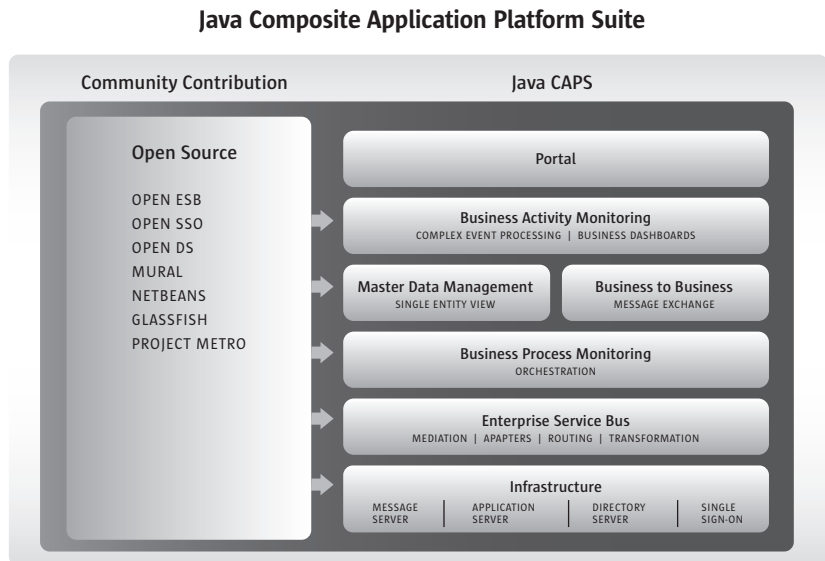 Java Composite Application Platform Suite
Community Contribution
Java CAPS
Open Source
OPEN ESB
OPEN SSO
OPEN DS
MURAL
NETBEANS
GLASSFISH
PROJECT METRO
Portal
Business Activity Monitoring
COMPLEX EVENT PROCESSING | BUSINESS DASHBOARDS
Master Data Management
SINGLE ENTITY VIEW
Business to Business
MESSAGE EXCHANGE
Business Process Monitoring
ORCHESTRATION
Enterprise Service Bus
MEDIATION | APAPTERS | ROUTING | TRANSFORMATION
Infrastructure
MESSAGE
SERVER
APPLICATION
SERVER
DIRECTORY
SERVER
SINGLE
SIGN-ON